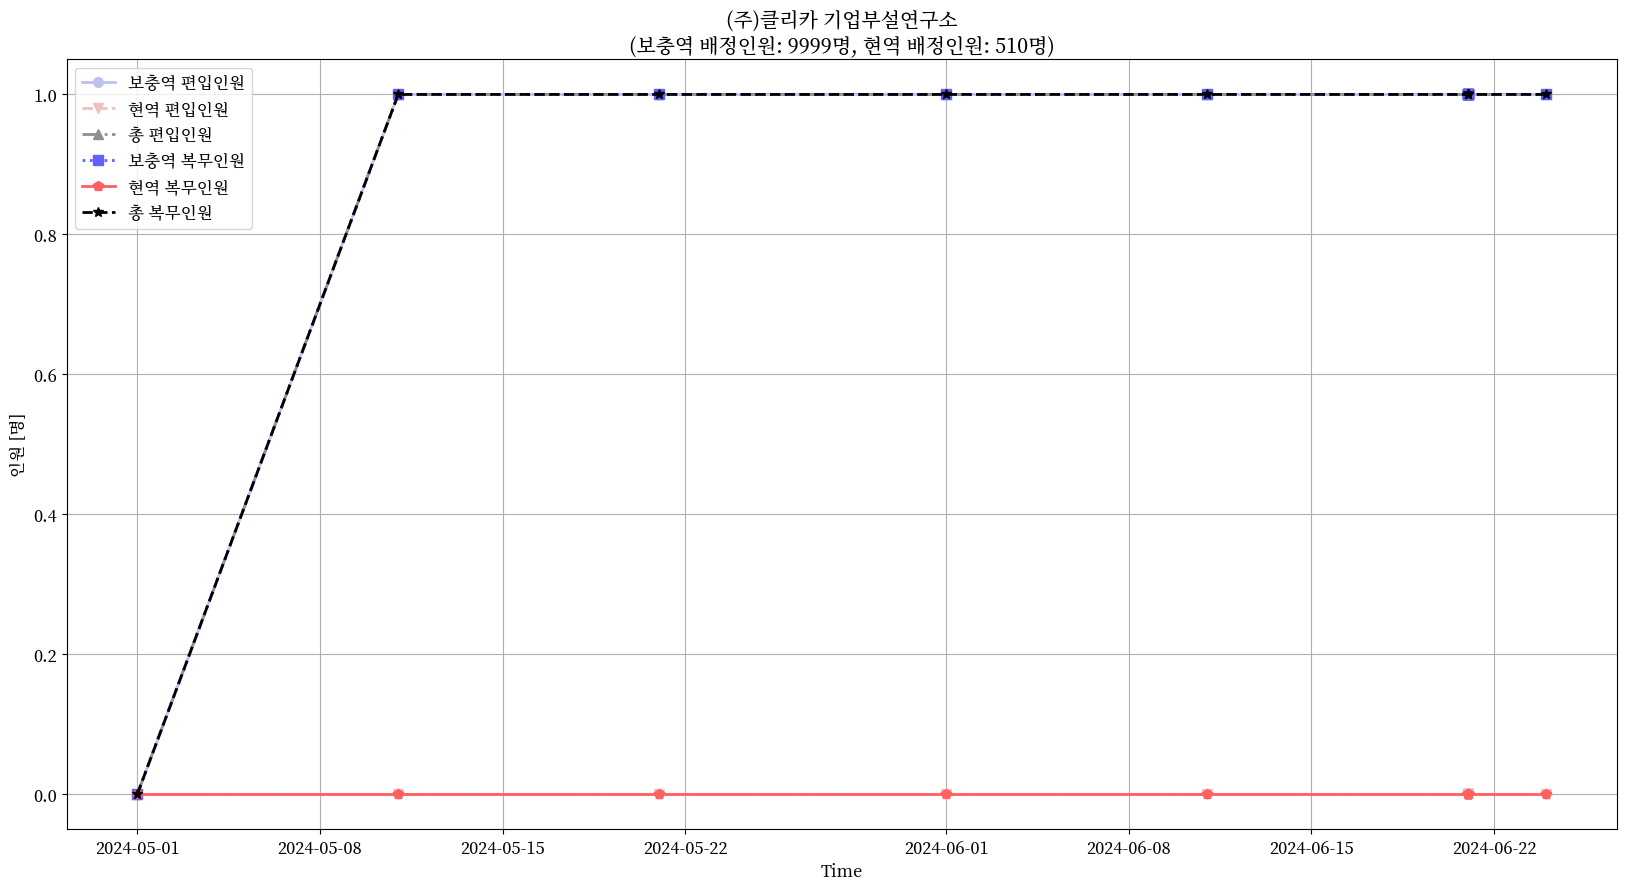 (주)클리카 기업부설연구소
(보충역 배정인원: 9999명, 현역 배정인원: 510명)
보충역 편입인원
현역 편입인원
총 편입인원
보충역 복무인원
현역 복무인원
총 복무인원
인원 [명]
1.0
0.8
0.6
0.4
0.2
0.0
2024-05-01 2024-05-08 2024-05-15 2024-05-22 2024-06-01 2024-06-08 2024-06-15 2024-06-22
Time